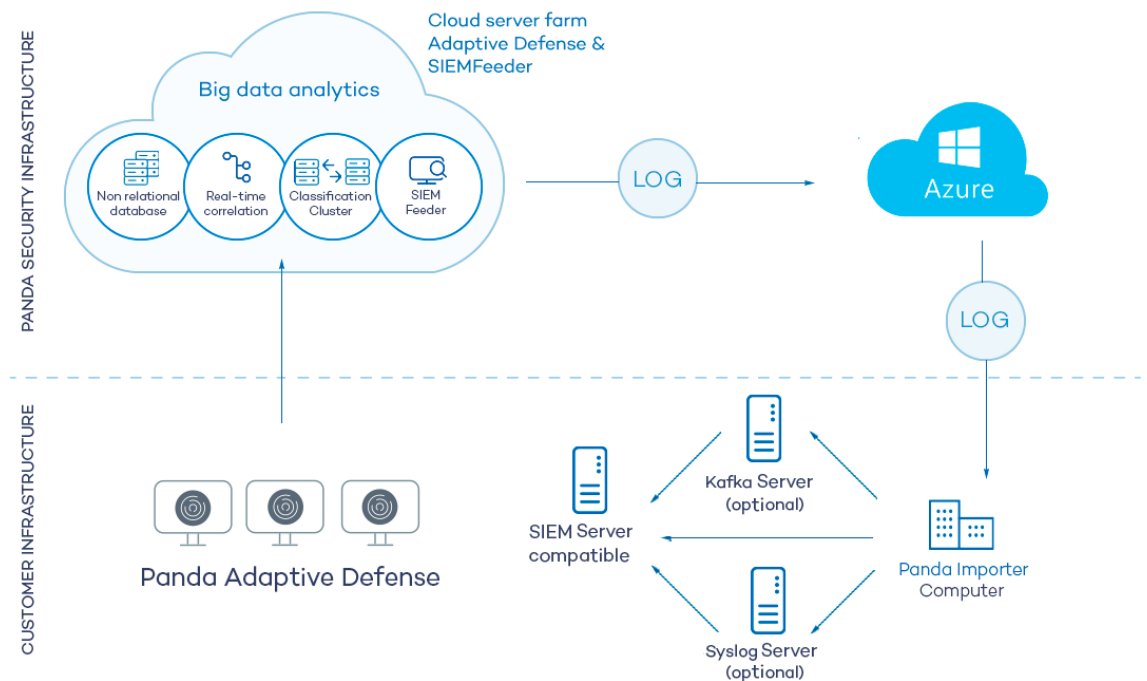 PANDA SECURITY INFRASTRUCTURE
Cloud server farm
Adaptive Defense &
SIEMFeeder
Big data analytics
Non relational
database
Real-time
correlation
Classification
Cluster
SIEM
Feeder
LOG
Azure
LOG
CUSTOMER INFRASTRUCTURE
Panda Adaptive Defense
SIEM Server
compatible
Kafka Server
(optional)
Panda Importer
Computer
Syslog Server
(optional)